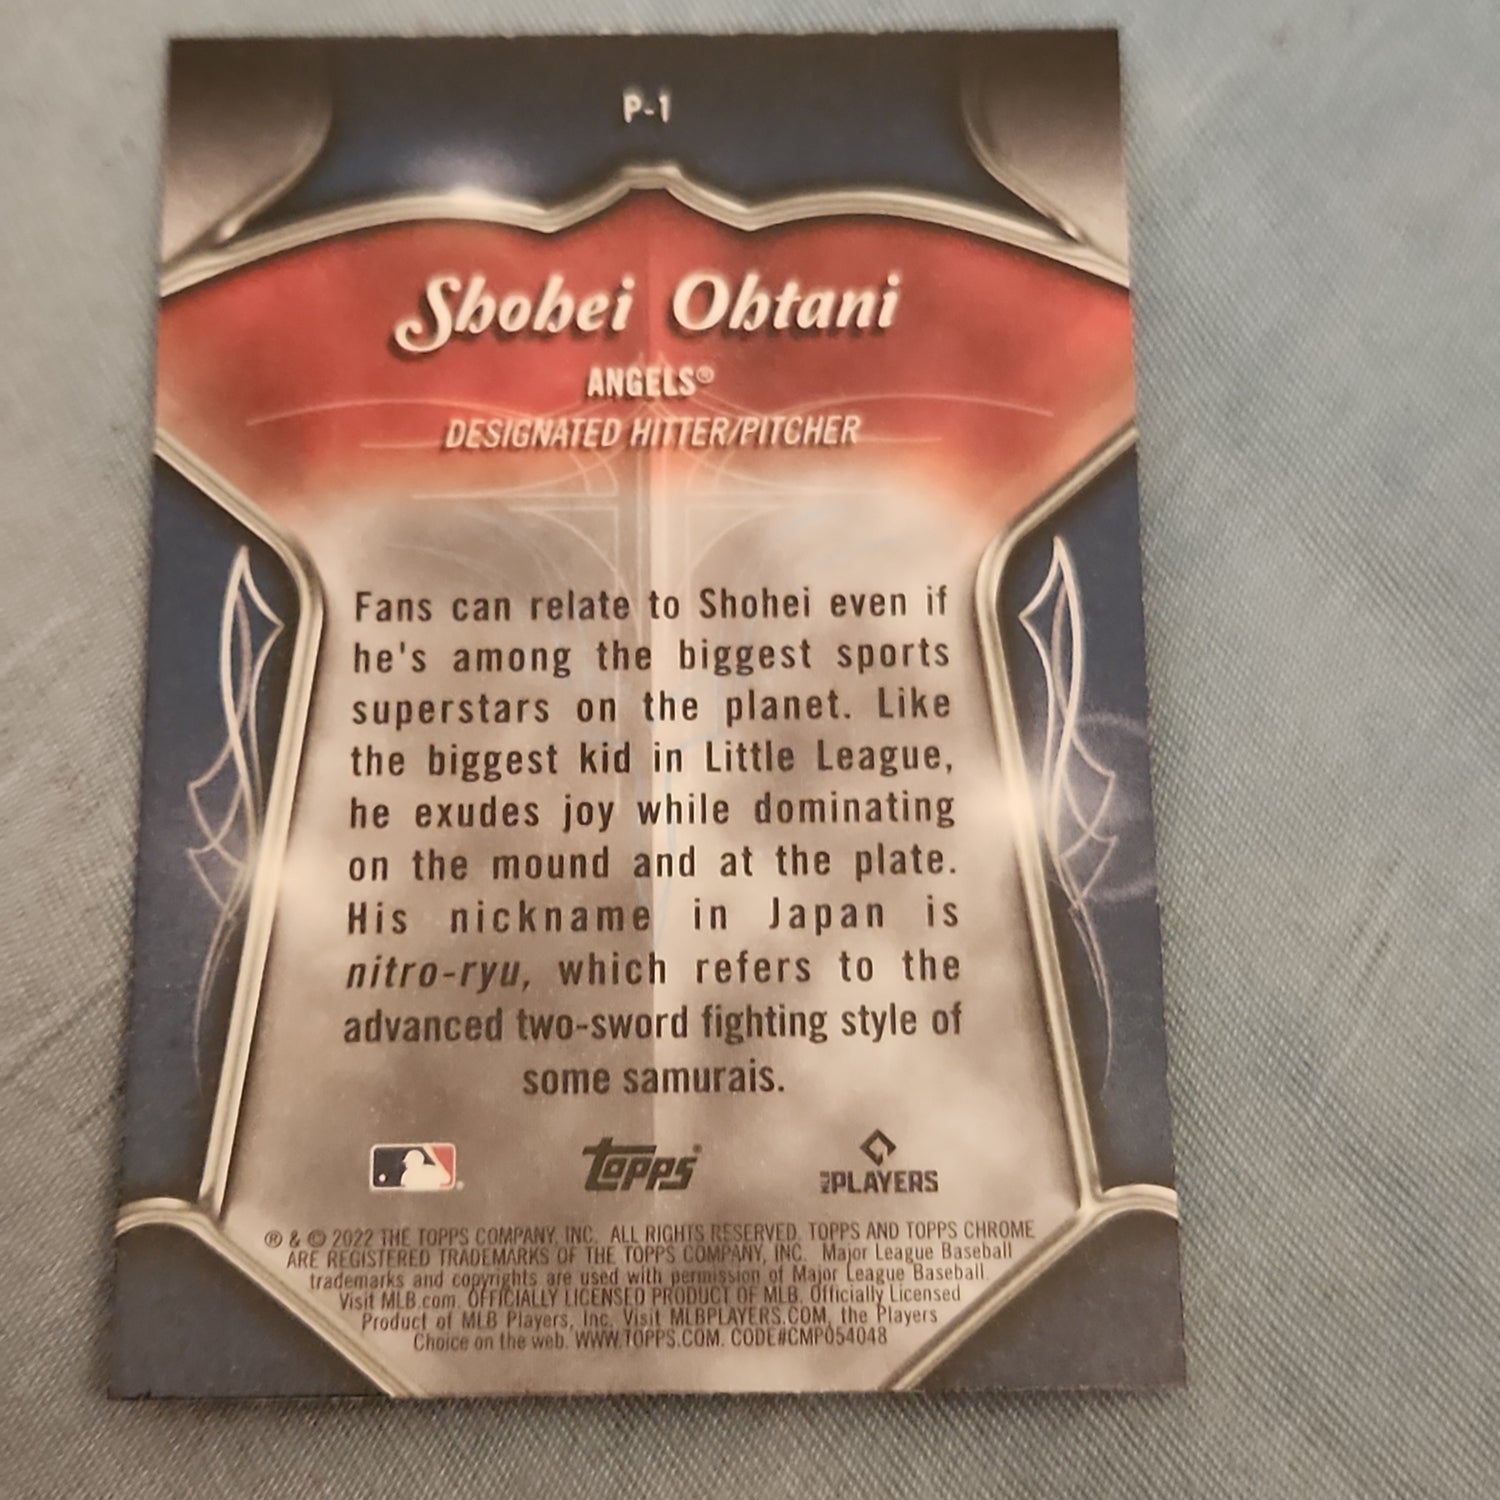 P-1
Shohei Ohtani
ANGELS®
DESIGNATED HITTER/PITCHER
Fans can relate to Shohei even if
he's among the biggest sports
superstars on the planet. Like
the biggest kid in Little League,
he exudes joy while dominating
on the mound and at the plate.
His nickname in Japan is
nitro-ryu, which refers to the
advanced two-sword fighting style of
some samurais.
topps® PLAYERS
® & © 2022 THE TOPPS COMPANY, INC. ALL RIGHTS RESERVED. TOPPS AND TOPPS CHROME
ARE REGISTERED TRADEMARKS OF THE TOPPS COMPANY, INC. Major League Baseball
trademarks and copyrights are used with permission of Major League Baseball.
Visit MLB.com. OFFICIALLY LICENSED PRODUCT OF MLB. Officially Licensed
Product of MLB Players, Inc. Visit MLBPLAYERS.COM, the Players
Choice on the web. WWW.TOPPS.COM. CODE#CMP054048